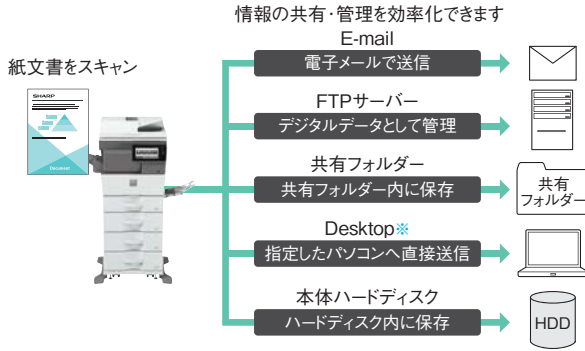 情報の共有・管理を効率化できます
紙文書をスキャン
SHARP
Document
E-mail
電子メールで送信
FTPサーバー
デジタルデータとして管理
共有フォルダー
共有フォルダー内に保存
共有
フォルダー
Desktop※
指定したパソコンへ直接送信
本体ハードディスク
ハードディスク内に保存
HDD